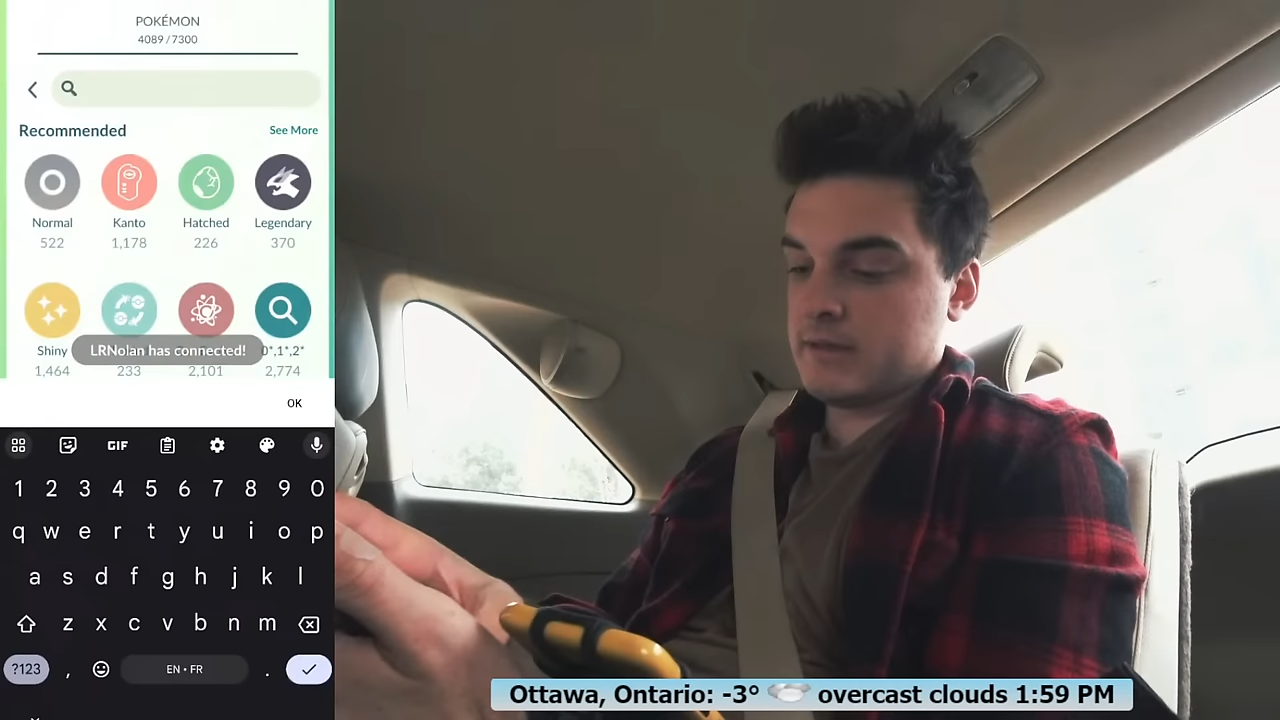 POKÉMON
4089 / 7300
Recommended
See More
Normal
Kanto
Hatched
Legendary
522
1,178
226
370
LRNolan has connected!
Shiny
0*,1*,2*
1,464
233
2,101
2,774
OK
GIF
1 2 3 4 5 6 7 8 9 0
q w e r t y u i o p
a s d f g h j k l
z x c v b n m
?123 , EN • FR .
Ottawa, Ontario: -3° overcast clouds 1:59 PM